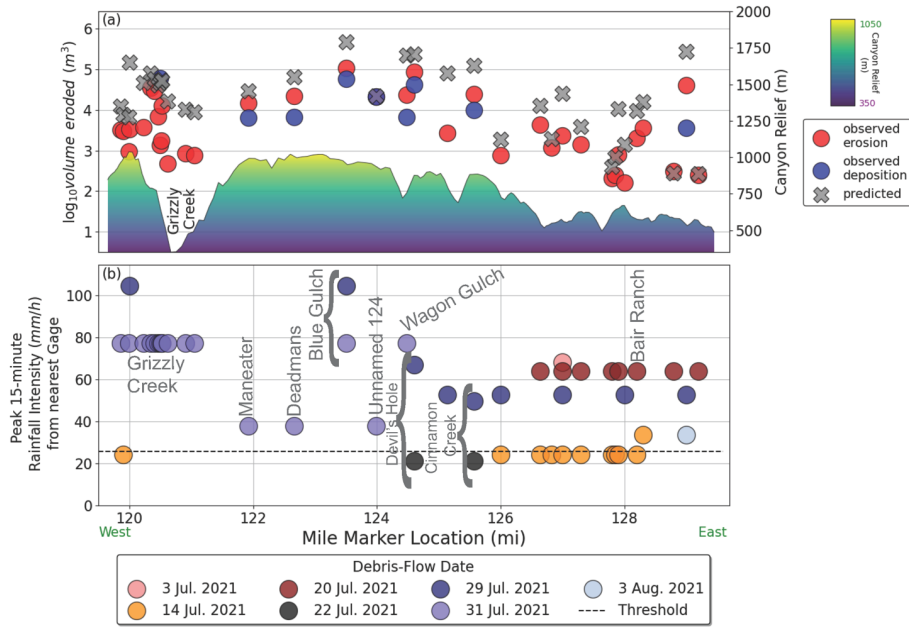 (a)
log10volume eroded (m3)
6
5
4
3
2
1
Grizzly
Creek
2000
1750
1500
1250
1000
750
500
Canyon Relief (m)
1050
Canyon Relief
(m)
350
observed
erosion
observed
deposition
predicted
(b)
Peak 15-minute
Rainfall Intensity (mm/h)
from nearest Gage
100
80
60
40
20
0
Grizzly
Creek
Maneater
Deadmans
Blue Gulch
Unnamed 124
Devil's Hole
Wagon Gulch
Cinnamon
Creek
Bair Ranch
120
122
124
126
128
West
East
Mile Marker Location (mi)
Debris-Flow Date
3 Jul. 2021
20 Jul. 2021
29 Jul. 2021
3 Aug. 2021
14 Jul. 2021
22 Jul. 2021
31 Jul. 2021
Threshold